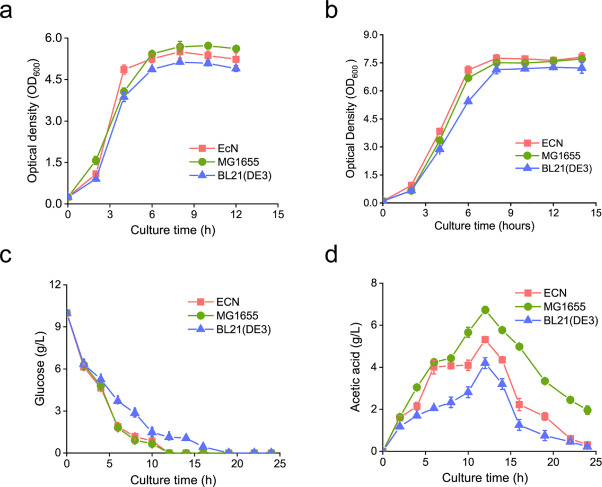 a
Optical density (OD600)
6.0
4.5
3.0
1.5
0.0
EcN
MG1655
BL21(DE3)
0 3 6 9 12 15
Culture time (h)
b
Optical Density (OD600)
9.0
7.5
6.0
4.5
3.0
1.5
0.0
ECN
MG1655
BL21(DE3)
0 3 6 9 12 15
Culture time (hours)
c
Glucose (g/L)
12
9
6
3
0
ECN
MG1655
BL21(DE3)
0 5 10 15 20 25
Culture time (h)
d
Acetic acid (g/L)
8
6
4
2
0
ECN
MG1655
BL21(DE3)
0 5 10 15 20 25
Culture time (h)